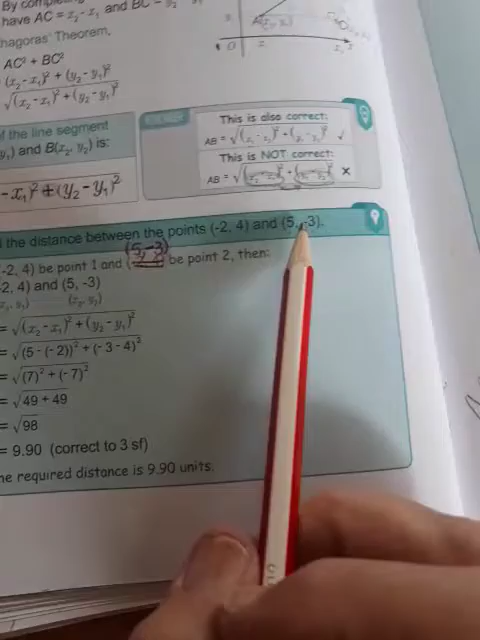 By
have AC = x₂ - x₁ and BC = y₂ - y₁
hagoras' Theorem,
AC² + BC²
(x₂ - x₁)² + (y₂ - y₁)²
√(x₂ - x₁)² + (y₂ - y₁)²
O
of the line segment
y₁) and B(x₂, y₂) is:
- x₁)² + (y₂ - y₁)²
This is also correct:
AB = √(x₁ - x₂)² + (y₁ - y₂)² ✓
This is NOT correct:
AB = x
d the distance between the points (-2, 4) and (5, -3).
(5, -3)
(-2, 4) be point 1 and be point 2, then:
-2, 4) and (5, -3)
x₁, y₁) (x₂, y₂)
= √(x₂ - x₁)² + (y₂ - y₁)²
= √(5 - (-2))² + (-3 - 4)²
= √(7)² + (-7)²
= √49 + 49
= √98
= 9.90 (correct to 3 sf)
he required distance is 9.90 units.